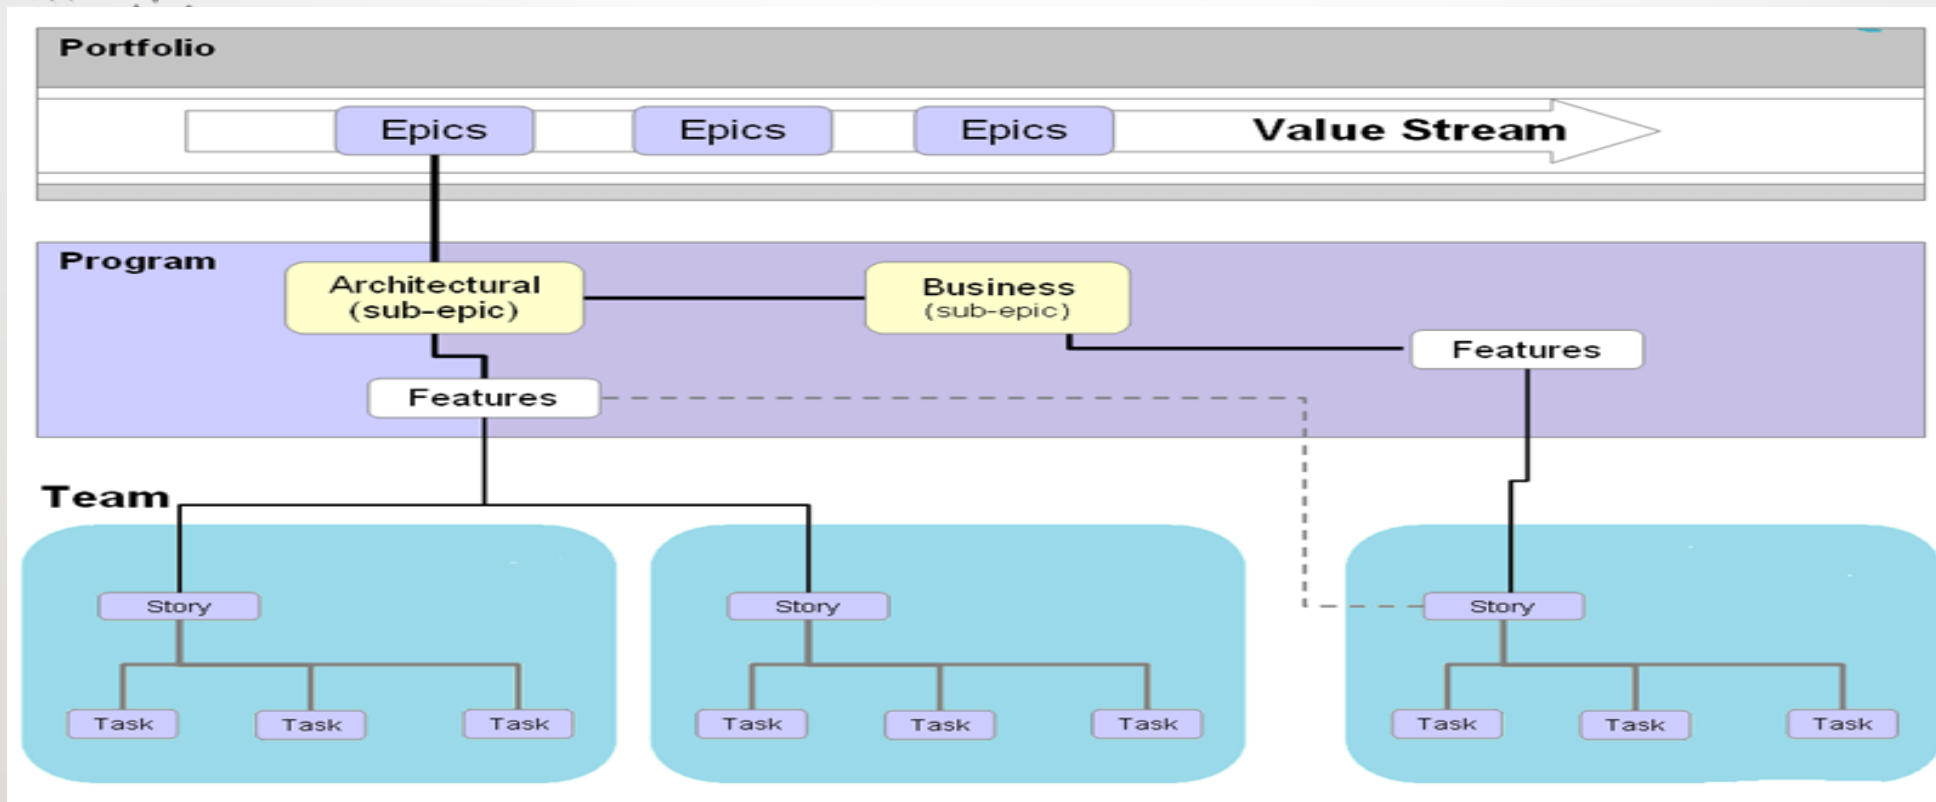 Portfolio
Epics Epics Epics Value Stream
Program
Architectural
(sub-epic)
Business
(sub-epic)
Features
Features
Team
Story Story Story
Task Task Task Task Task Task Task Task Task